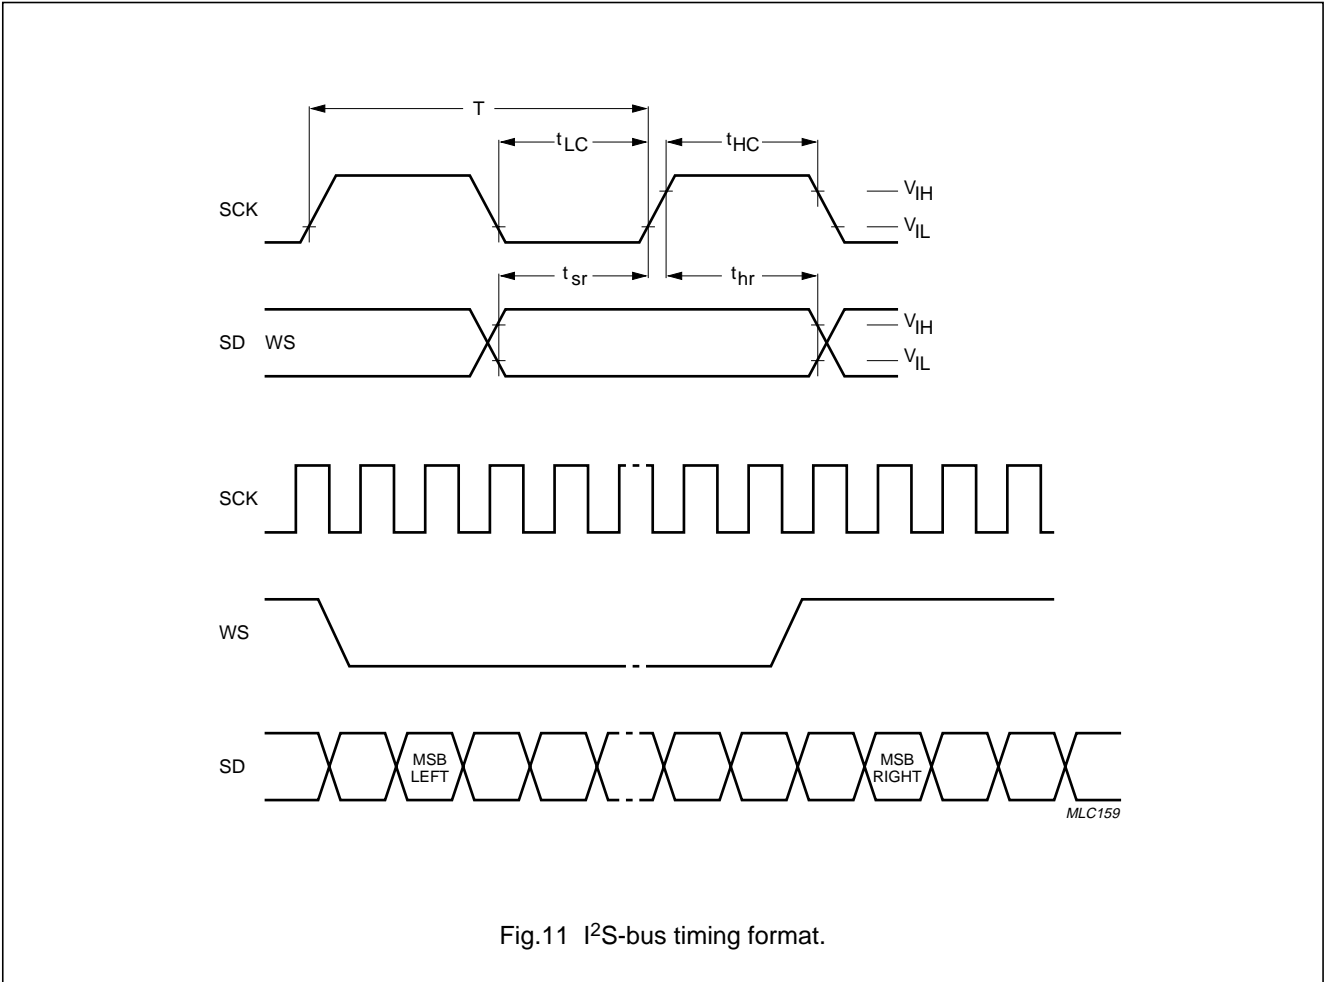 T
tLC tHC
SCK
VIH
VIL
tsr thr
SD WS
VIH
VIL
SCK
WS
SD
MSB LEFT
MSB RIGHT
MLC159
Fig.11 I²S-bus timing format.